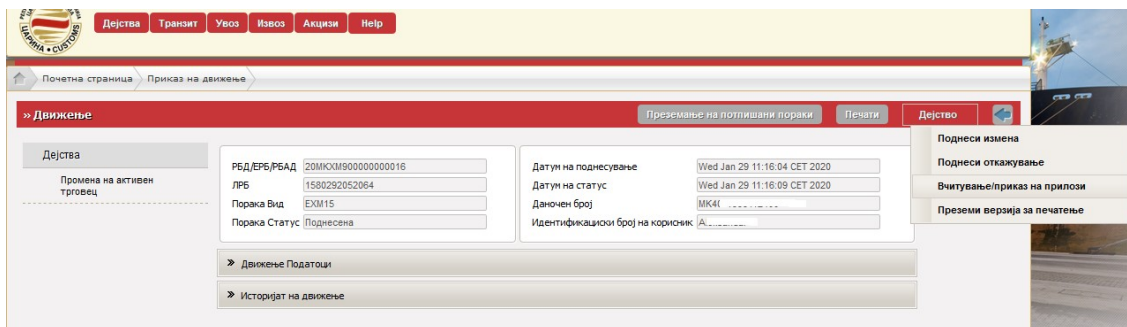 ЦАРИНА • CUSTOMS
Дејства Транзит Увоз Извоз Акцизи Help
Почетна страница Приказ на движење
» Движење Преземање на потпишани пораки Печати Дејство
Поднеси измена
Поднеси откажување
Вчитување/приказ на прилози
Преземи верзија за печатење
Дејства
Промена на активен
трговец
РБД/ЕРБ/РБАД 20MKXM900000000016
ЛРБ 1580292052064
Порака Вид EXM15
Порака Статус Поднесена
Датум на поднесување Wed Jan 29 11:16:04 CET 2020
Датум на статус Wed Jan 29 11:16:09 CET 2020
Даночен број
Идентификациски број на корисник
» Движење Податоци
» Историјат на движење